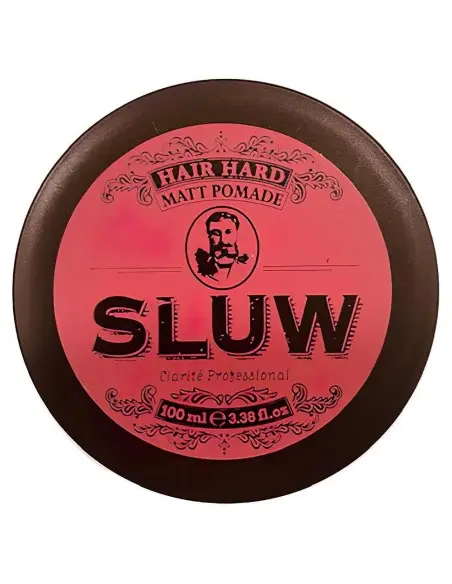 HAIR HARD
MATT POMADE
SLUW
Clarité Professional
100 ml ℮ 3.38 fl.oz